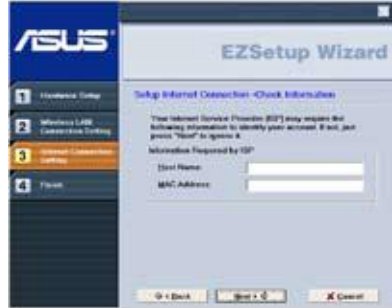 ASUS
EZSetup Wizard
1 Hardware Setup
2 Wireless LAN
Connection Setting
3 Internet Connection
Setting
4 Finish
Setup Internet Connection -Check Information
Your Internet Service Provider (ISP) may require the
following information to identify your account. If not, just
press "Next" to ignore it.
Information Required by ISP
Host Name:
MAC Address:
< Back
Next >
Cancel